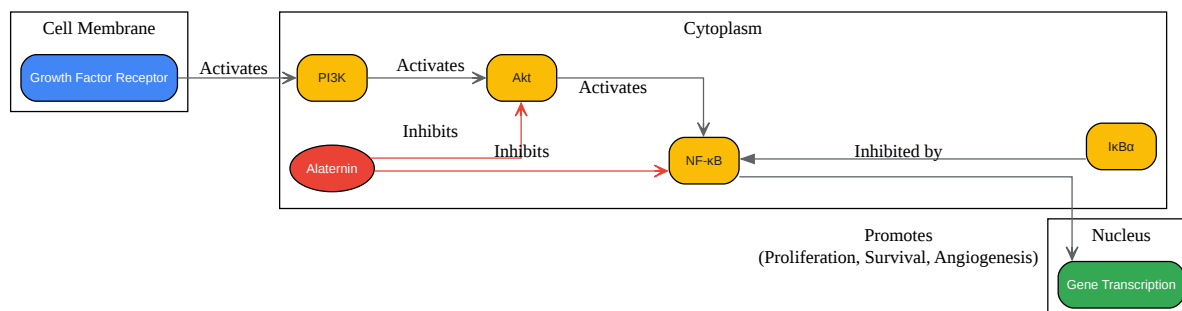 Cell Membrane
Cytoplasm
Growth Factor Receptor
Activates
PI3K
Activates
Akt
Activates
Inhibits
Inhibits
Alaternin
NF-κB
Inhibited by
IκBα
Promotes
(Proliferation, Survival, Angiogenesis)
Nucleus
Gene Transcription